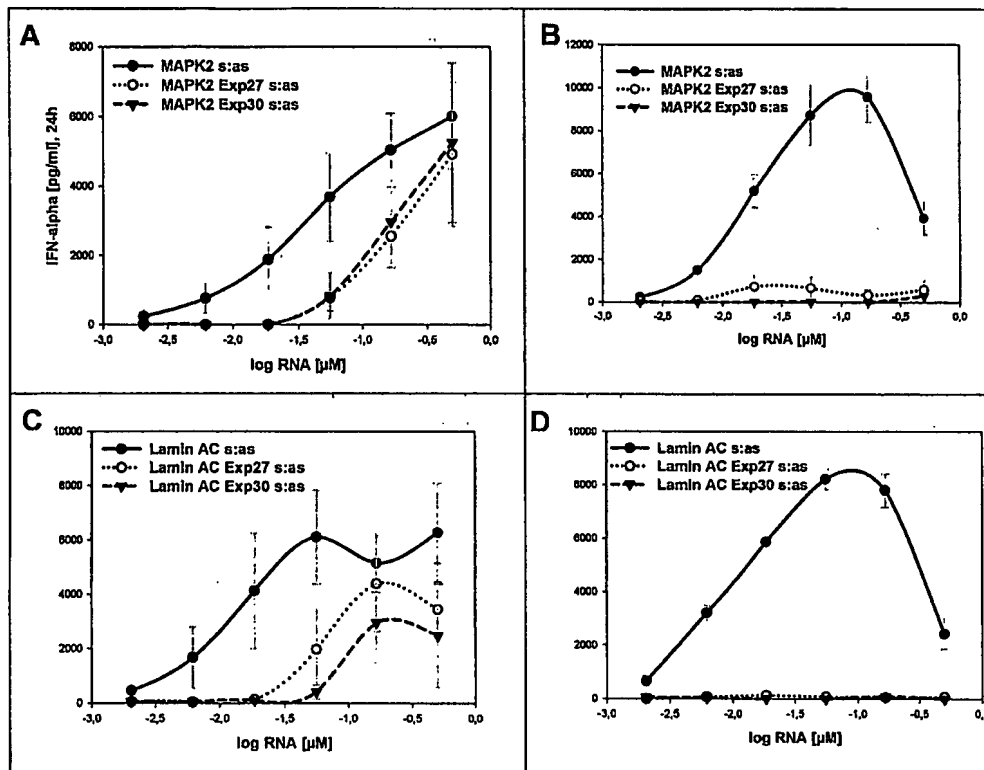 A
8000
6000
4000
2000
0
IFN-alpha [pg/ml], 24h
MAPK2 s:as
MAPK2 Exp27 s:as
MAPK2 Exp30 s:as
-3,0 -2,5 -2,0 -1,5 -1,0 -0,5 0,0
log RNA [µM]
B
12000
10000
8000
6000
4000
2000
0
MAPK2 s:as
MAPK2 Exp27 s:as
MAPK2 Exp30 s:as
-3,0 -2,5 -2,0 -1,5 -1,0 -0,5 0,0
log RNA [µM]
C
10000
8000
6000
4000
2000
0
Lamin AC s:as
Lamin AC Exp27 s:as
Lamin AC Exp30 s:as
-3,0 -2,5 -2,0 -1,5 -1,0 -0,5 0,0
log RNA [µM]
D
10000
8000
6000
4000
2000
0
Lamin AC s:as
Lamin AC Exp27 s:as
Lamin AC Exp30 s:as
-3,0 -2,5 -2,0 -1,5 -1,0 -0,5 0,0
log RNA [µM]